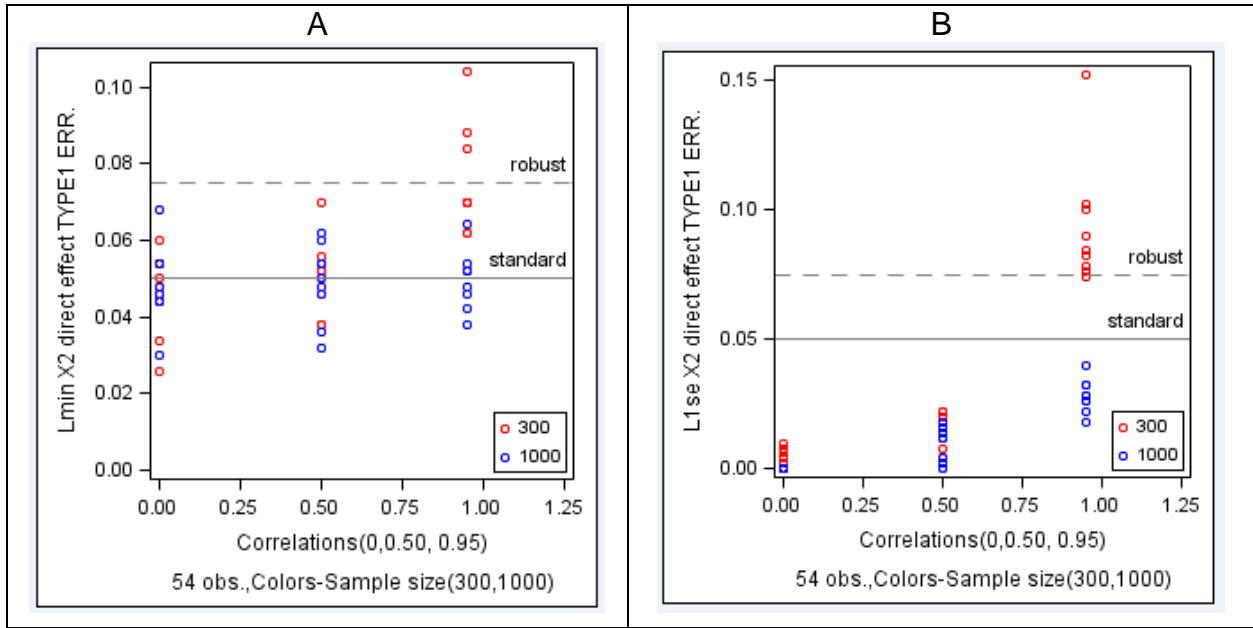 A
Lmin X2 direct effect TYPE1 ERR.
0.10
0.08
0.06
0.04
0.02
0.00
robust
standard
300
1000
0.00 0.25 0.50 0.75 1.00 1.25
Correlations(0,0.50, 0.95)
54 obs.,Colors-Sample size(300,1000)
B
L1se X2 direct effect TYPE1 ERR.
0.15
0.10
0.05
0.00
robust
standard
300
1000
0.00 0.25 0.50 0.75 1.00 1.25
Correlations(0,0.50, 0.95)
54 obs.,Colors-Sample size(300,1000)